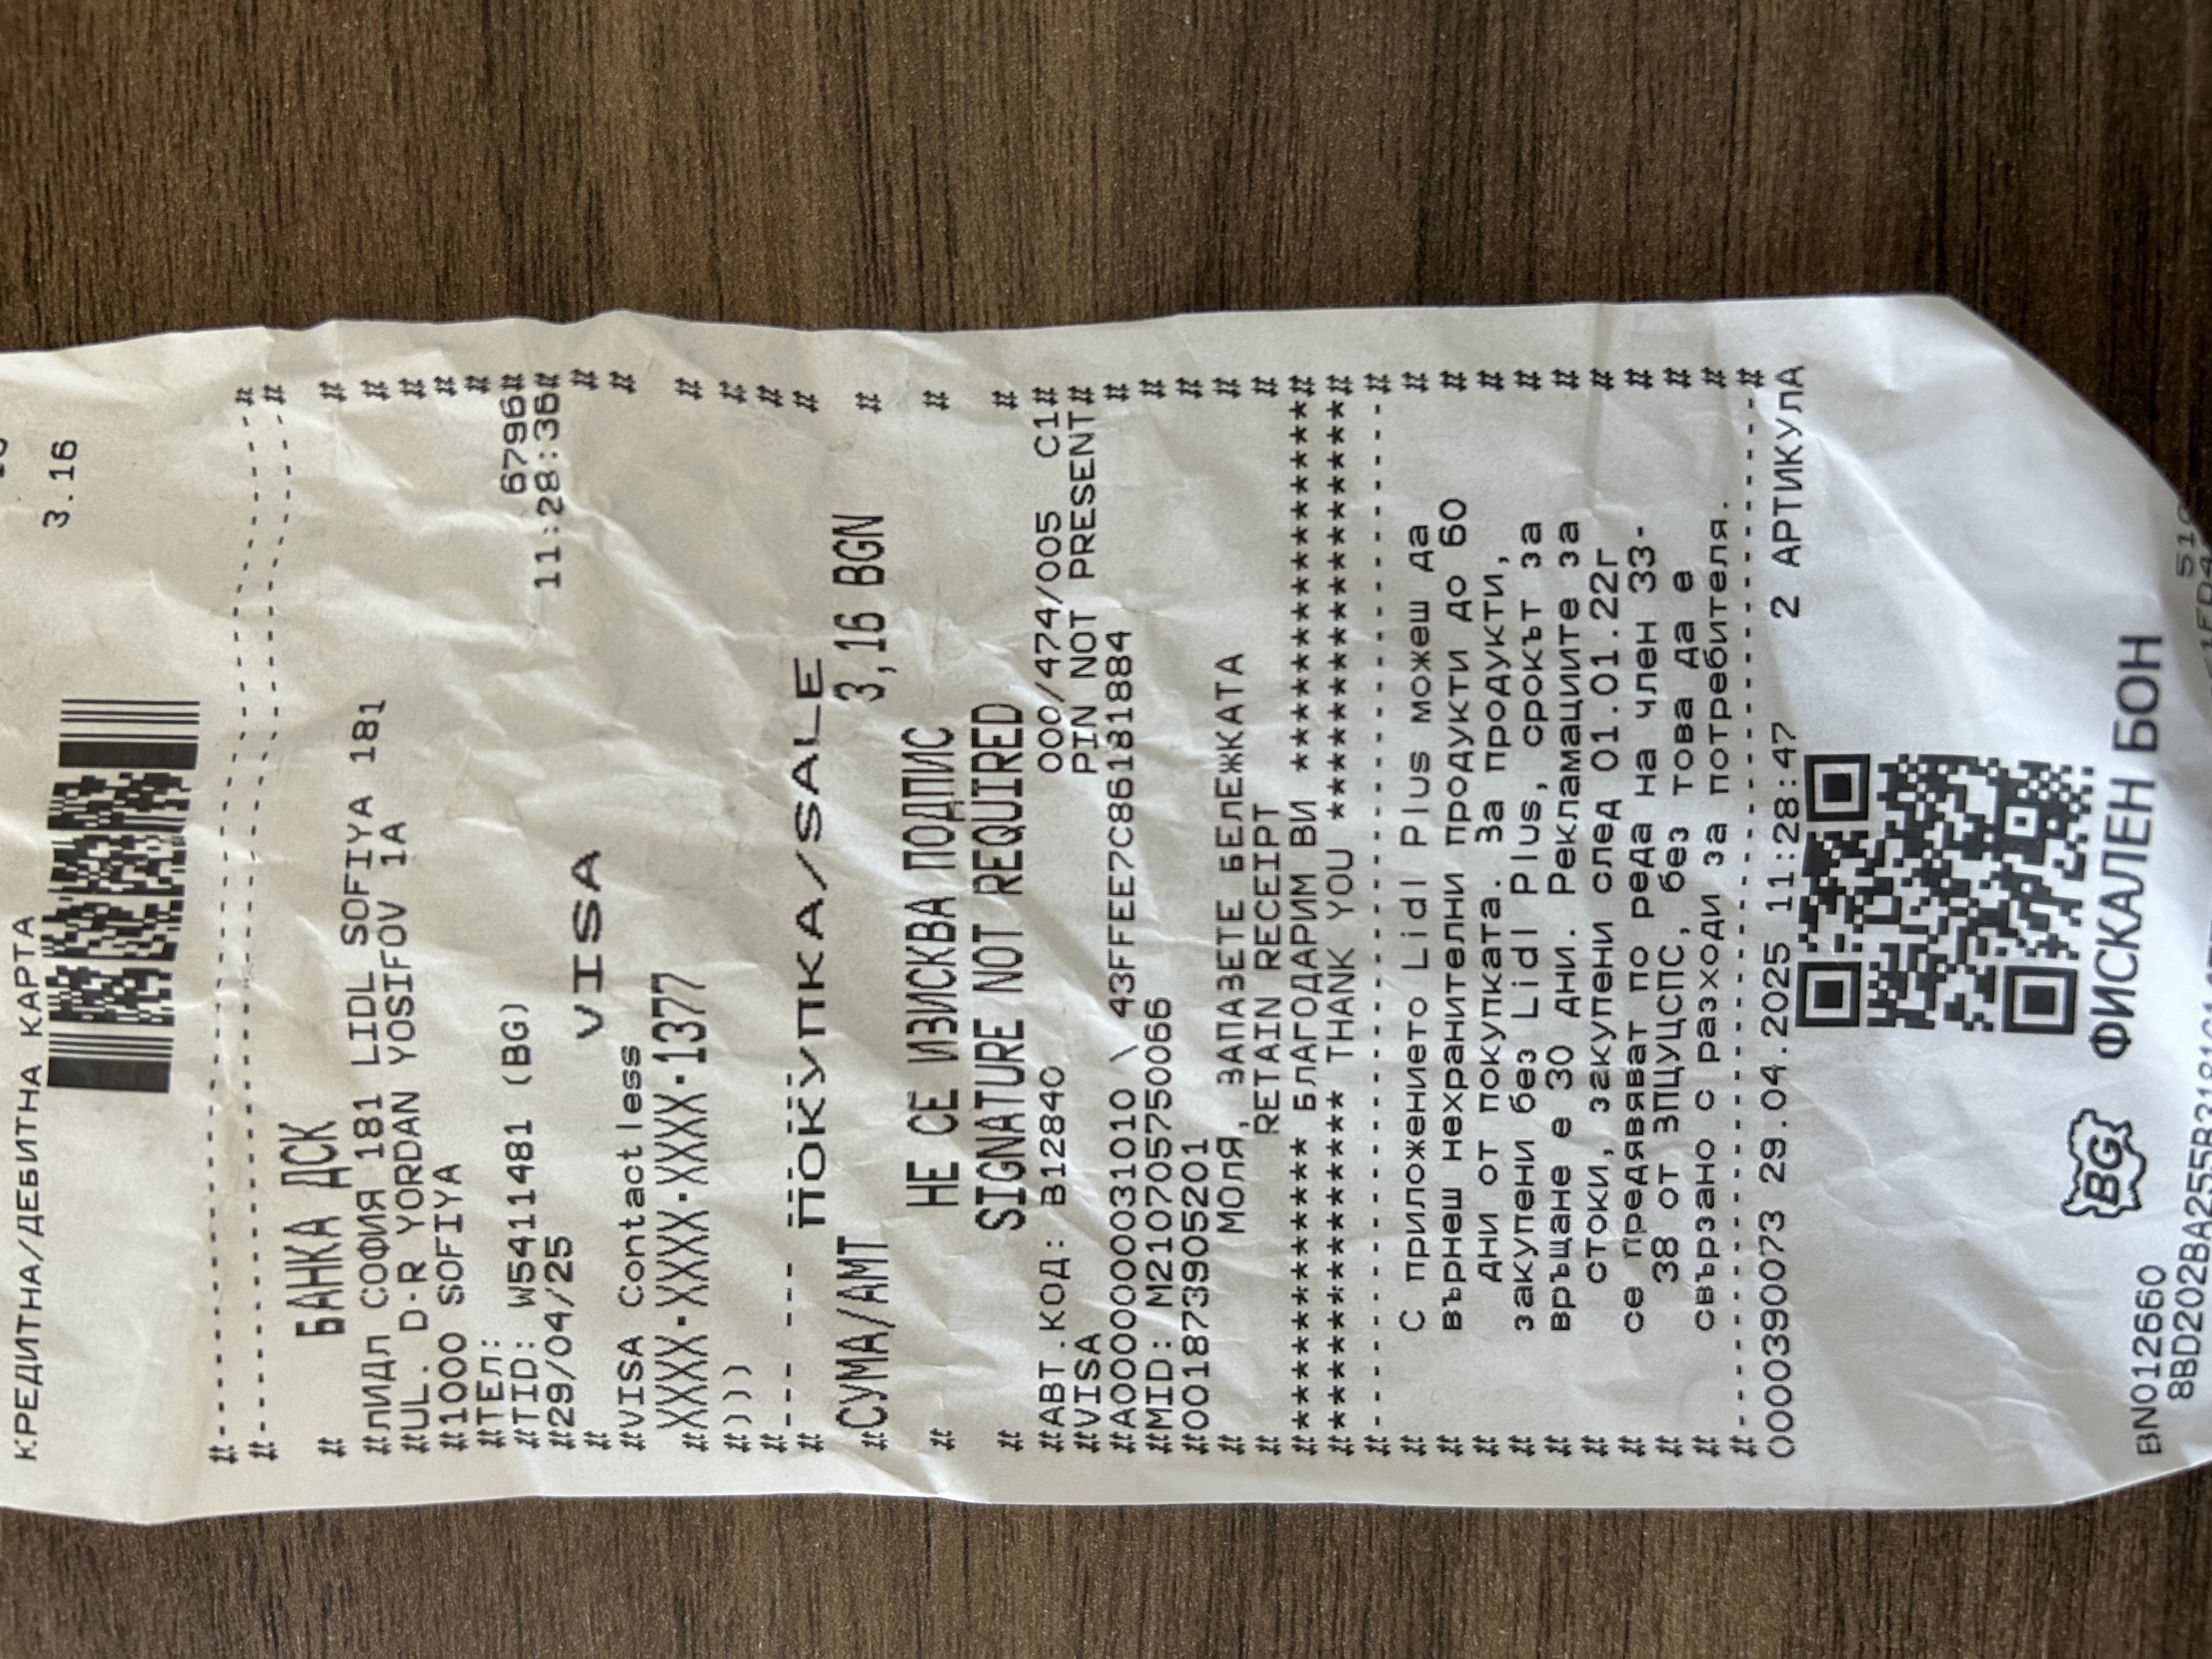 КРЕДИТНА/ДЕБИТНА КАРТА
3.16
#----------------------------------------#
#----------------------------------------#
# БАНКА ДСК #
#ЛИДЛ СОФИЯ 181 LIDL SOFIYA 181 #
#UL. D-R YORDAN YOSIFOV 1A #
#1000 SOFIYA #
#ТЕЛ: #
#TID: W5411481 (BG) 6796#
#29/04/25 11:28:36#
# VISA #
#VISA Contactless #
#XXXX-XXXX-XXXX-1377 #
#))) #
#--- --- --- --- #
# ПОКУПКА/SALE #
#СУМА/AMT 3,16 BGN #
# НЕ СЕ ИЗИСКВА ПОДПИС #
# SIGNATURE NOT REQUIRED #
#АВТ.КОД: B12840 000/474/005 C1#
#VISA PIN NOT PRESENT#
#A0000000031010 \ 43FFEE7C86181884 #
#MID: M210705750066 #
#001873905201 #
# МОЛЯ, ЗАПАЗЕТЕ БЕЛЕЖКАТА #
# RETAIN RECEIPT #
#************ БЛАГОДАРИМ ВИ ***************#
#************** THANK YOU *****************#
#------------------------------------------#
# С приложението Lidl Plus можеш да #
# върнеш нехранителни продукти до 60 #
# дни от покупката. За продукти, #
# закупени без Lidl Plus, срокът за #
# връщане е 30 дни. Рекламациите за #
# стоки, закупени след 01.01.22г #
# се предявяват по реда на член 33- #
# 38 от ЗПЦУЦСПС, без това да е #
# свързано с разходи за потребителя. #
#------------------------------------------#
0000390073 29.04.2025 11:28:47 2 АРТИКУЛА
BG ФИСКАЛЕН БОН
BN012660